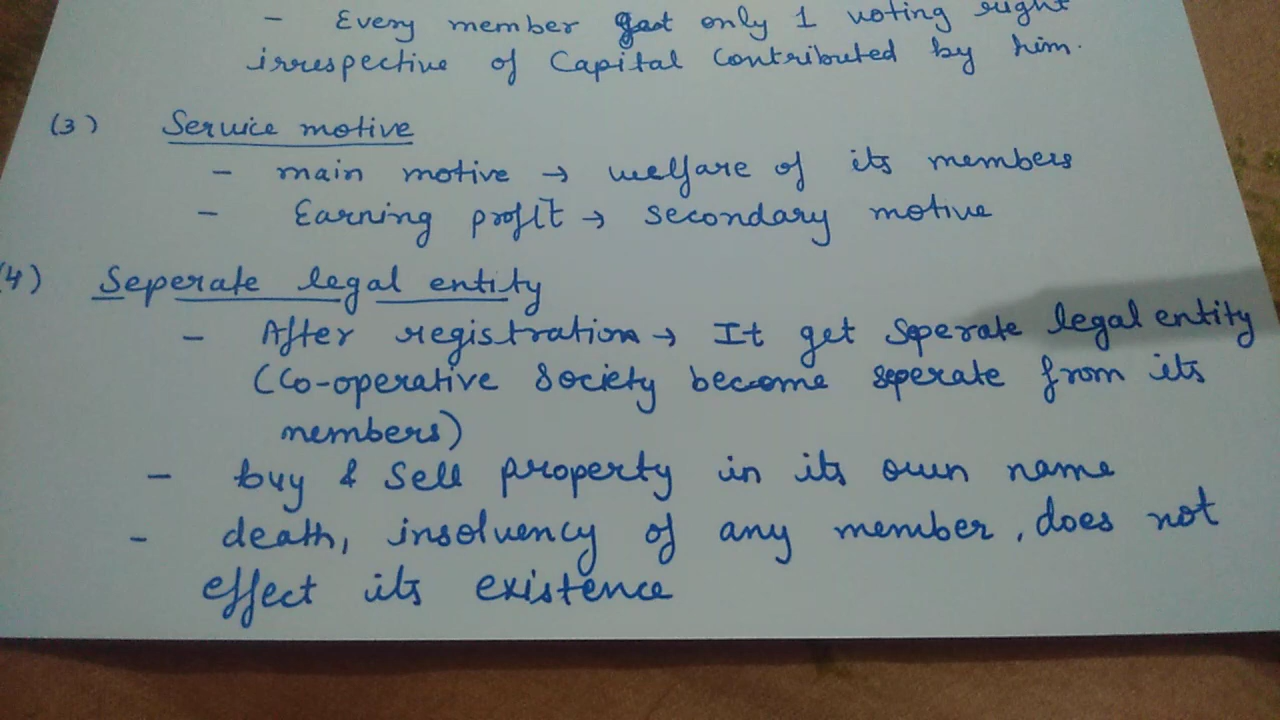 - Every member get only 1 voting right
irrespective of Capital Contributed by him.
(3) Service motive
- main motive → welfare of its members
- Earning profit → secondary motive
(4) Seperate legal entity
- After registration → It get seperate legal entity
(Co-operative Society become seperate from its
members)
- buy & Sell property in its own name
- death, insolvency of any member, does not
effect its existence